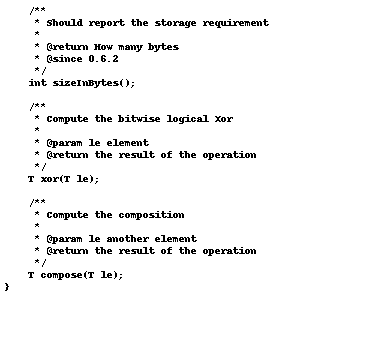 /**
 * Should report the storage requirement
 *
 * @return How many bytes
 * @since 0.6.2
 */
int sizeInBytes();
/**
 * Compute the bitwise logical Xor
 *
 * @param le element
 * @return the result of the operation
 */
T xor(T le);
/**
 * Compute the composition
 *
 * @param le another element
 * @return the result of the operation
 */
T compose(T le);
}